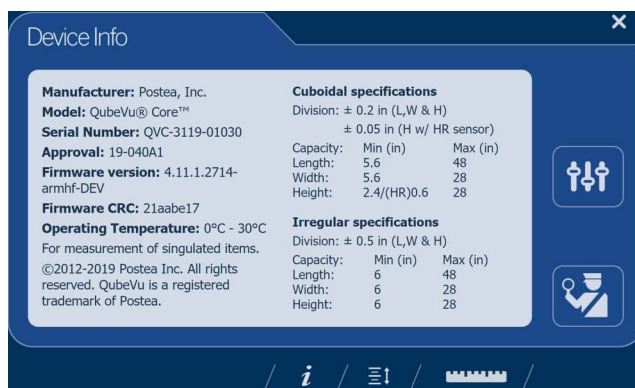 Device Info
Manufacturer: Postea, Inc.
Model: QubeVu® Core™
Serial Number: QVC-3119-01030
Approval: 19-040A1
Firmware version: 4.11.1.2714-
armhf-DEV
Firmware CRC: 21aabe17
Operating Temperature: 0°C - 30°C
For measurement of singulated items.
©2012-2019 Postea Inc. All rights
reserved. QubeVu is a registered
trademark of Postea.
Cuboidal specifications
Division: ± 0.2 in (L,W & H)
± 0.05 in (H w/ HR sensor)
Capacity: Min (in) Max (in)
Length: 5.6 48
Width: 5.6 28
Height: 2.4/(HR)0.6 28
Irregular specifications
Division: ± 0.5 in (L,W & H)
Capacity: Min (in) Max (in)
Length: 6 48
Width: 6 28
Height: 6 28